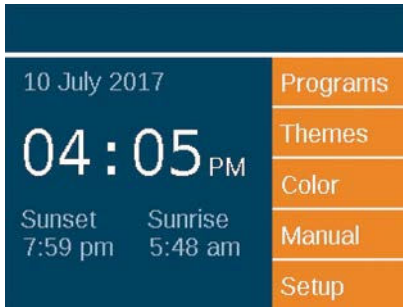 10 July 2017
04:05 PM
Sunset Sunrise
7:59 pm 5:48 am
Programs
Themes
Color
Manual
Setup